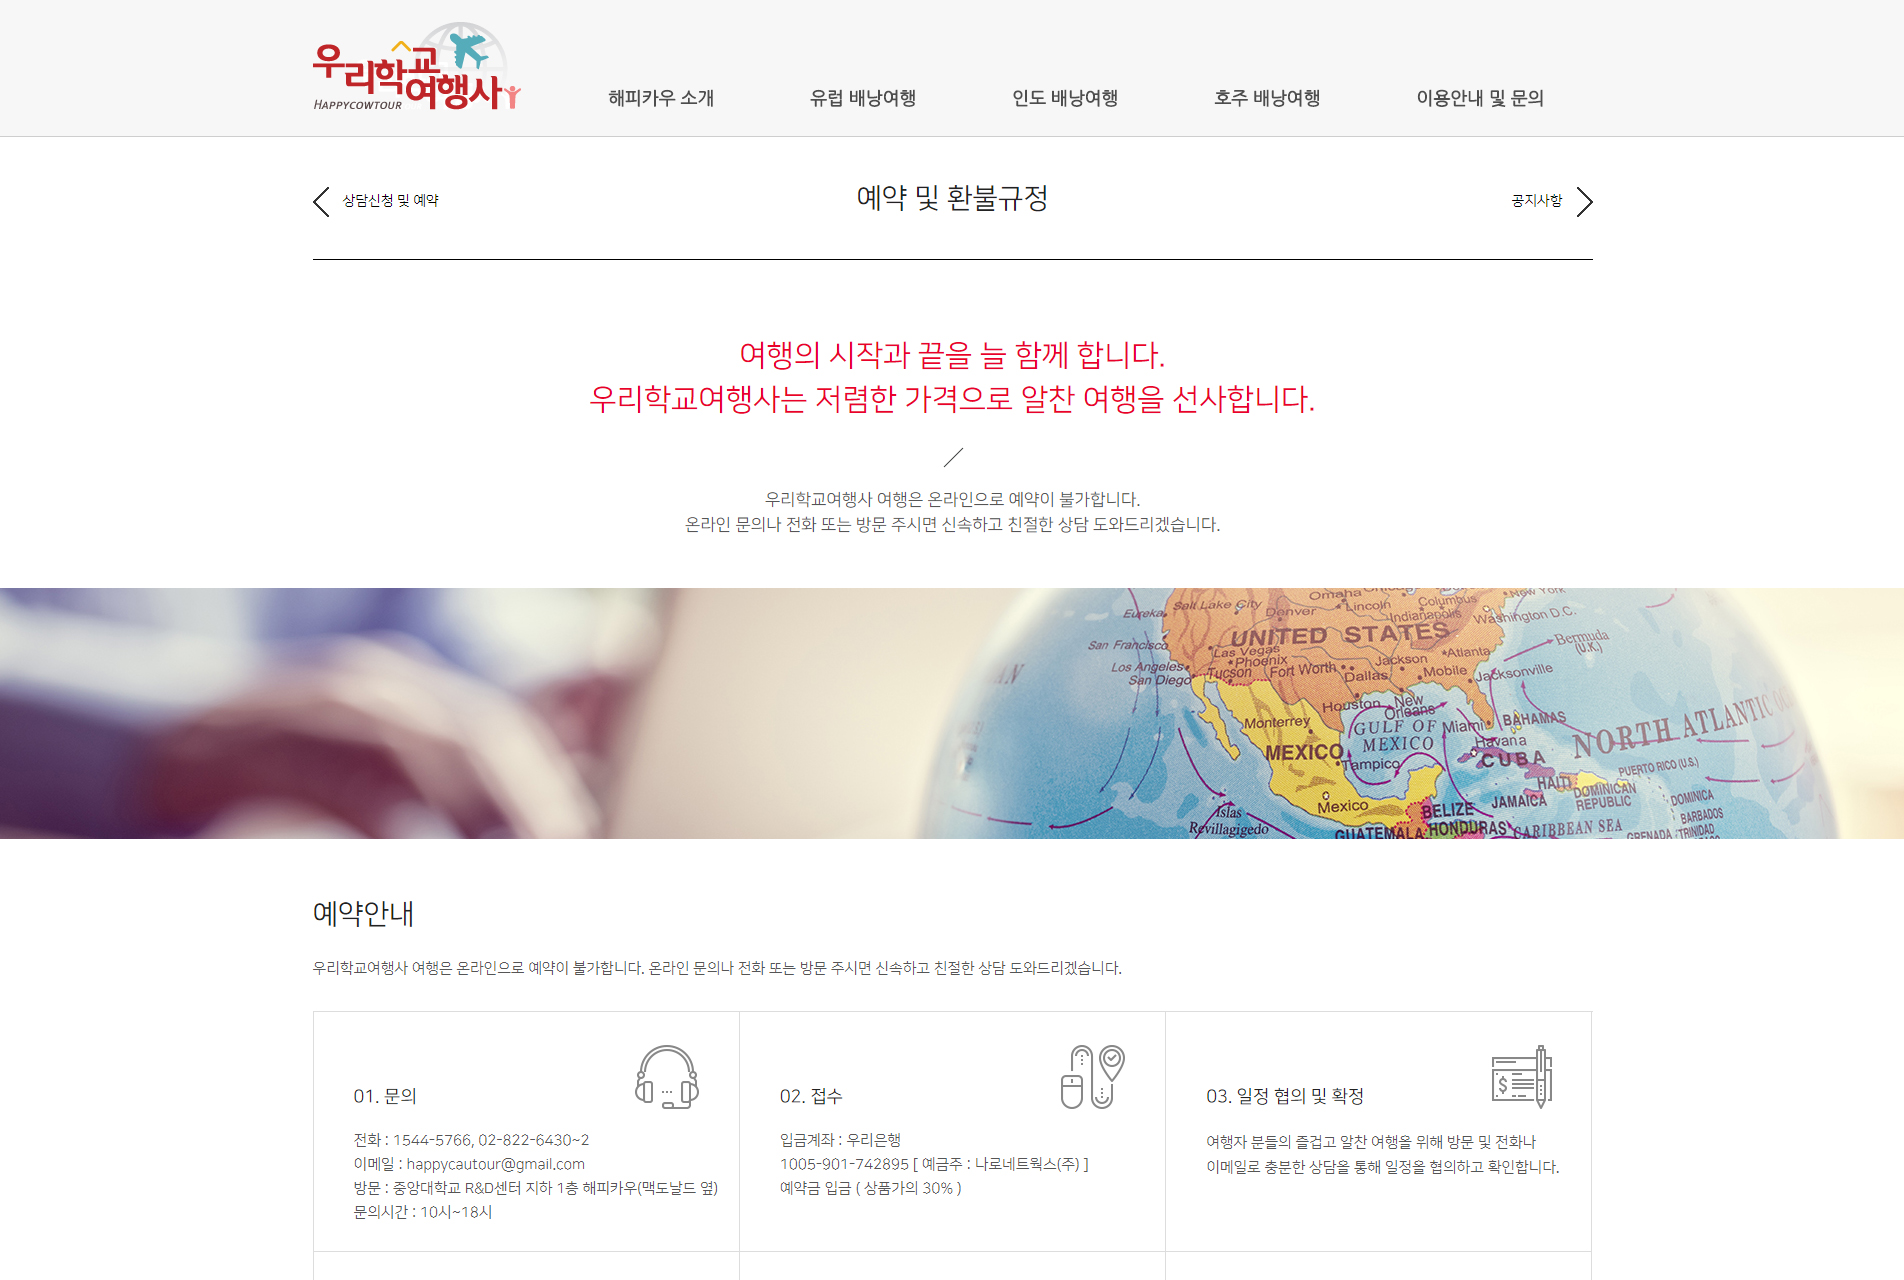 우리학교
여행사
HAPPYCOWTOUR
해피카우 소개
유럽 배낭여행
인도 배낭여행
호주 배낭여행
이용안내 및 문의
상담신청 및 예약
예약 및 환불규정
공지사항
여행의 시작과 끝을 늘 함께 합니다.
우리학교여행사는 저렴한 가격으로 알찬 여행을 선사합니다.
우리학교여행사 여행은 온라인으로 예약이 불가합니다.
온라인 문의나 전화 또는 방문 주시면 신속하고 친절한 상담 도와드리겠습니다.
Omaha
Columbus
New York
Eureka
Salt Lake City
Denver
Lincoln
Indianapolis
Washington D.C.
San Francisco
UNITED STATES
Bermuda
(U.K.)
Las Vegas
Los Angeles
Phoenix
Jackson
Atlanta
San Diego
Tucson
Fort Worth
Dallas
Mobile
Jacksonville
Houston
New
Orleans
Monterrey
GULF OF
MEXICO
Miami
BAHAMAS
NORTH ATLANTIC
MEXICO
Havana
CUBA
Tampico
HAITI
PUERTO RICO (U.S.)
DOMINICAN
REPUBLIC
Mexico
BELIZE
JAMAICA
DOMINICA
Islas
Revillagigedo
GUATEMALA
HONDURAS
CARIBBEAN SEA
BARBADOS
GRENADA
TRINIDAD
예약안내
우리학교여행사 여행은 온라인으로 예약이 불가합니다. 온라인 문의나 전화 또는 방문 주시면 신속하고 친절한 상담 도와드리겠습니다.
01. 문의
전화 : 1544-5766, 02-822-6430~2
이메일 : happycautour@gmail.com
방문 : 중앙대학교 R&D센터 지하 1층 해피카우(맥도날드 옆)
문의시간 : 10시~18시
02. 접수
입금계좌 : 우리은행
1005-901-742895 [ 예금주 : 나로네트웍스(주) ]
예약금 입금 ( 상품가의 30% )
03. 일정 협의 및 확정
여행자 분들의 즐겁고 알찬 여행을 위해 방문 및 전화나
이메일로 충분한 상담을 통해 일정을 협의하고 확인합니다.